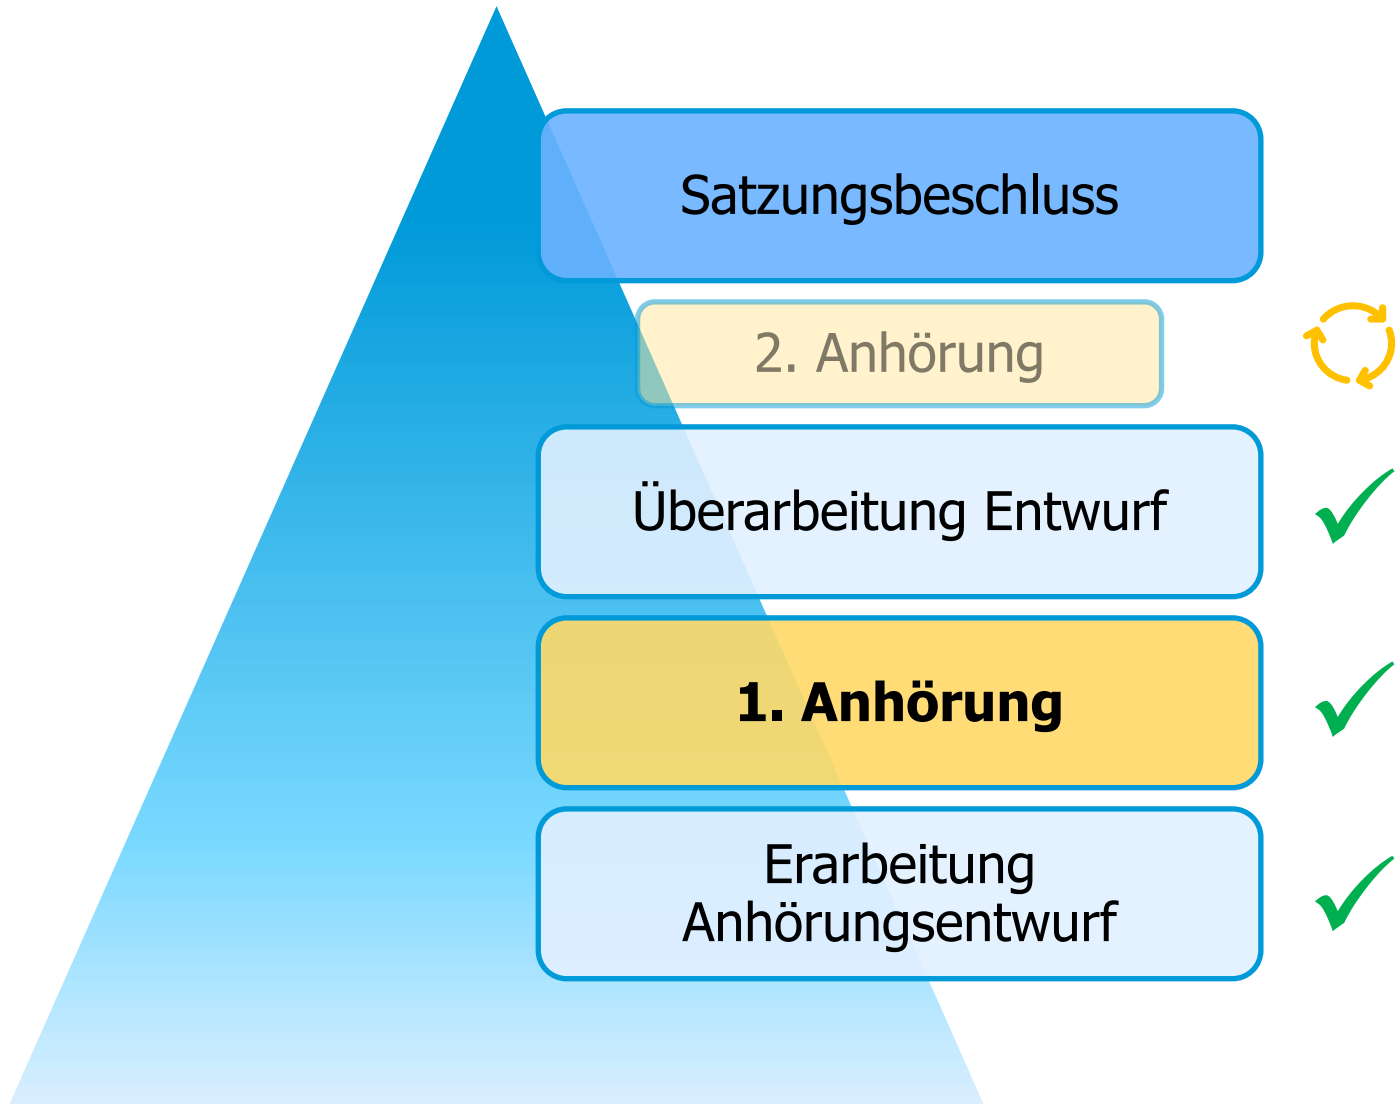 Satzungsbeschluss
2. Anhörung
Überarbeitung Entwurf
1. Anhörung
Erarbeitung
Anhörungsentwurf